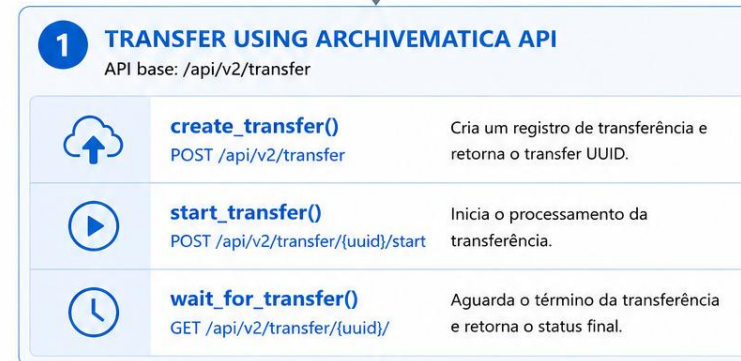 1
TRANSFER USING ARCHIVEMATICA API
API base: /api/v2/transfer
create_transfer()
POST /api/v2/transfer
Cria um registro de transferência e
retorna o transfer UUID.
start_transfer()
POST /api/v2/transfer/{uuid}/start
Inicia o processamento da
transferência.
wait_for_transfer()
GET /api/v2/transfer/{uuid}/
Aguarda o término da transferência
e retorna o status final.